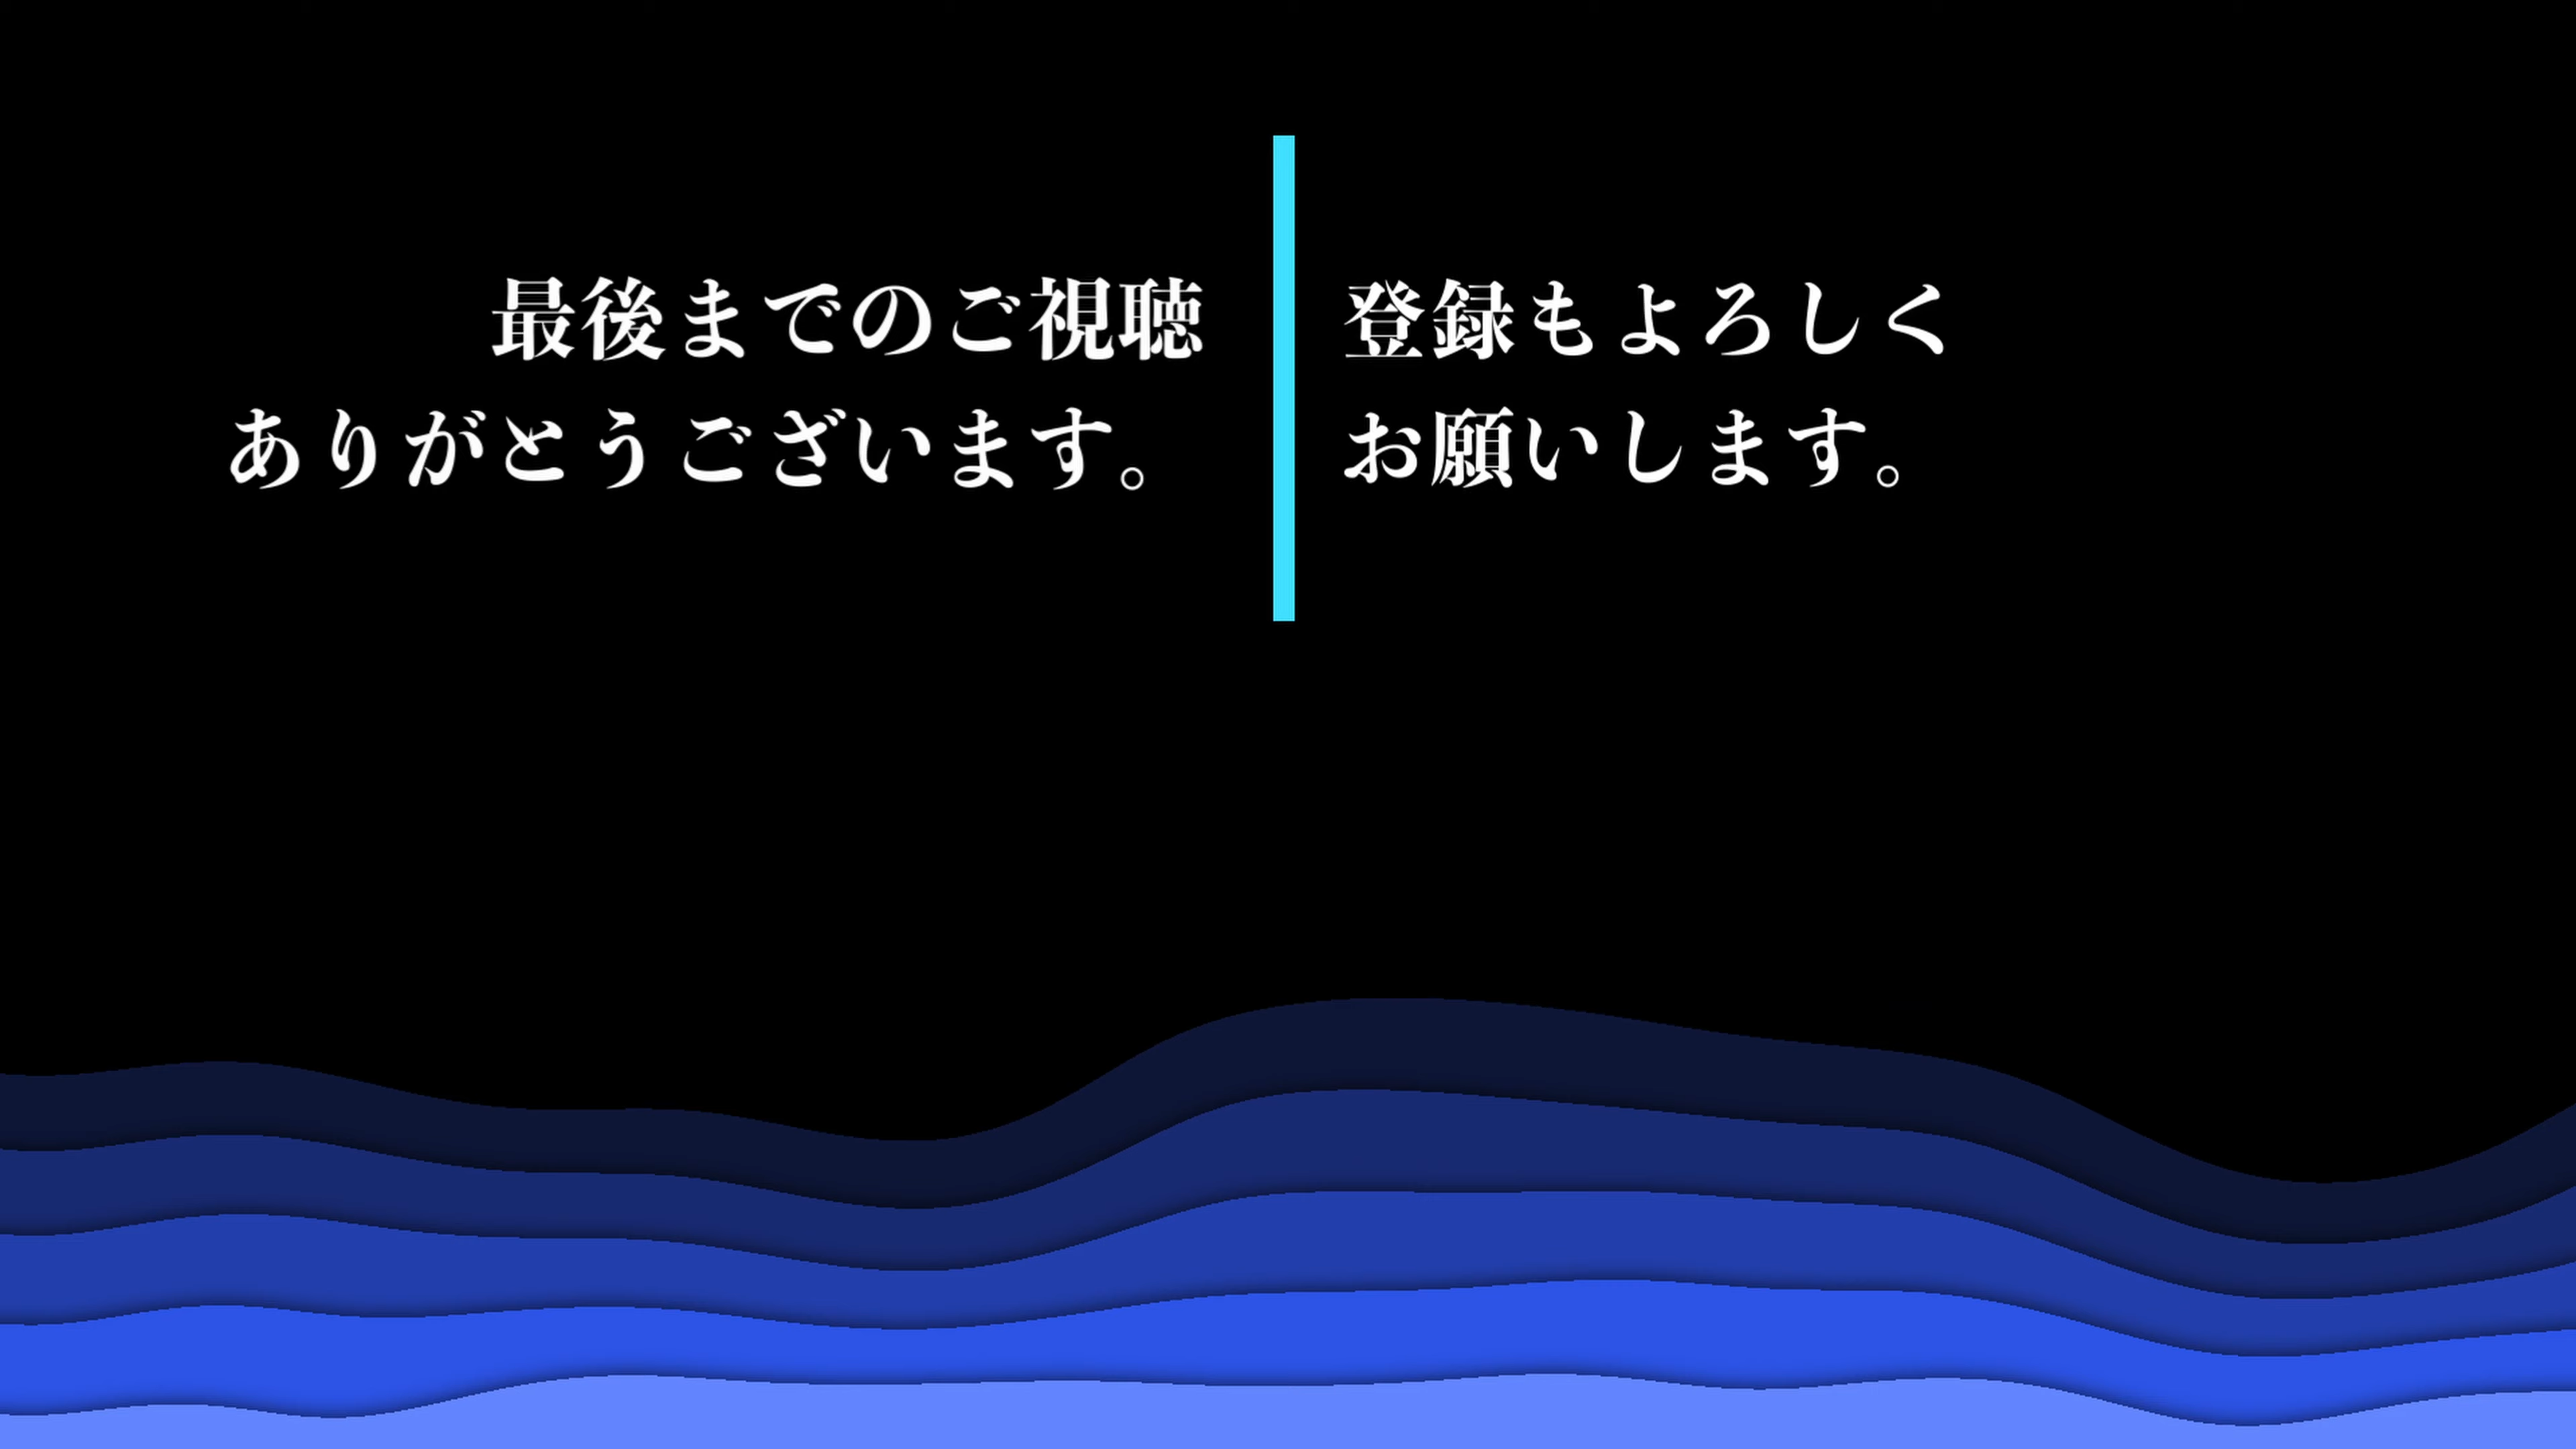 最後までのご視聴
ありがとうございます。
登録もよろしく
お願いします。